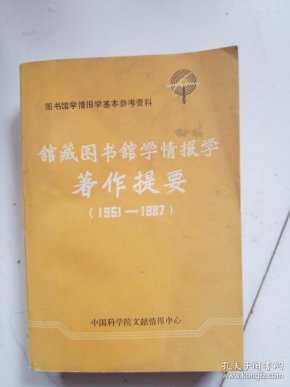 图书馆学情报学基本参考资料
馆藏图书馆学情报学
著作提要
(1951—1987)
中国科学院文献情报中心
孔夫子旧书网